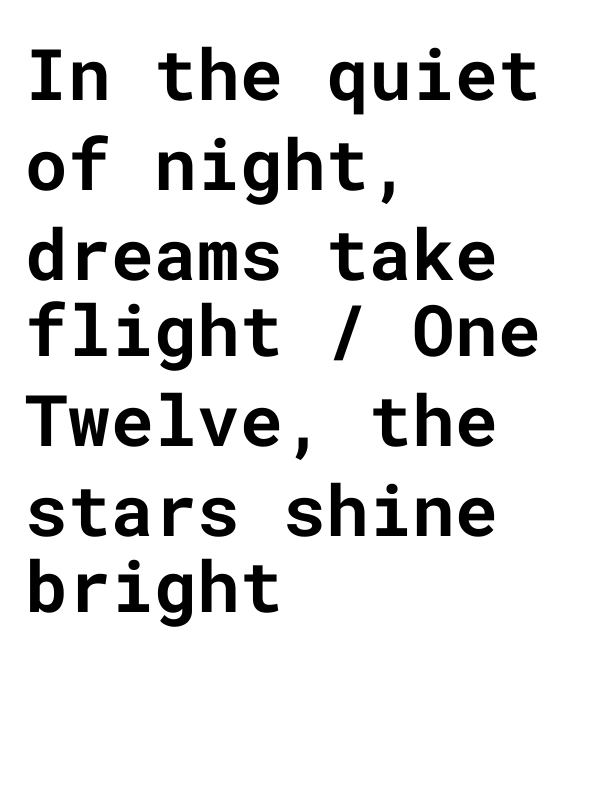 In the quiet
of night,
dreams take
flight / One
Twelve, the
stars shine
bright